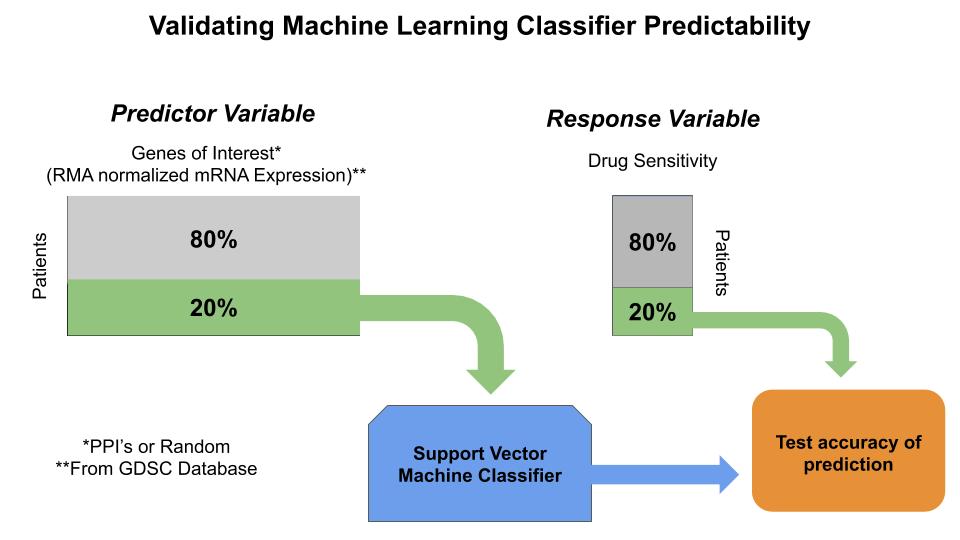 Validating Machine Learning Classifier Predictability
Predictor Variable
Genes of Interest*
(RMA normalized mRNA Expression)**
Patients
80%
20%
Response Variable
Drug Sensitivity
80%
20%
Patients
*PPI's or Random
**From GDSC Database
Support Vector
Machine Classifier
Test accuracy of
prediction